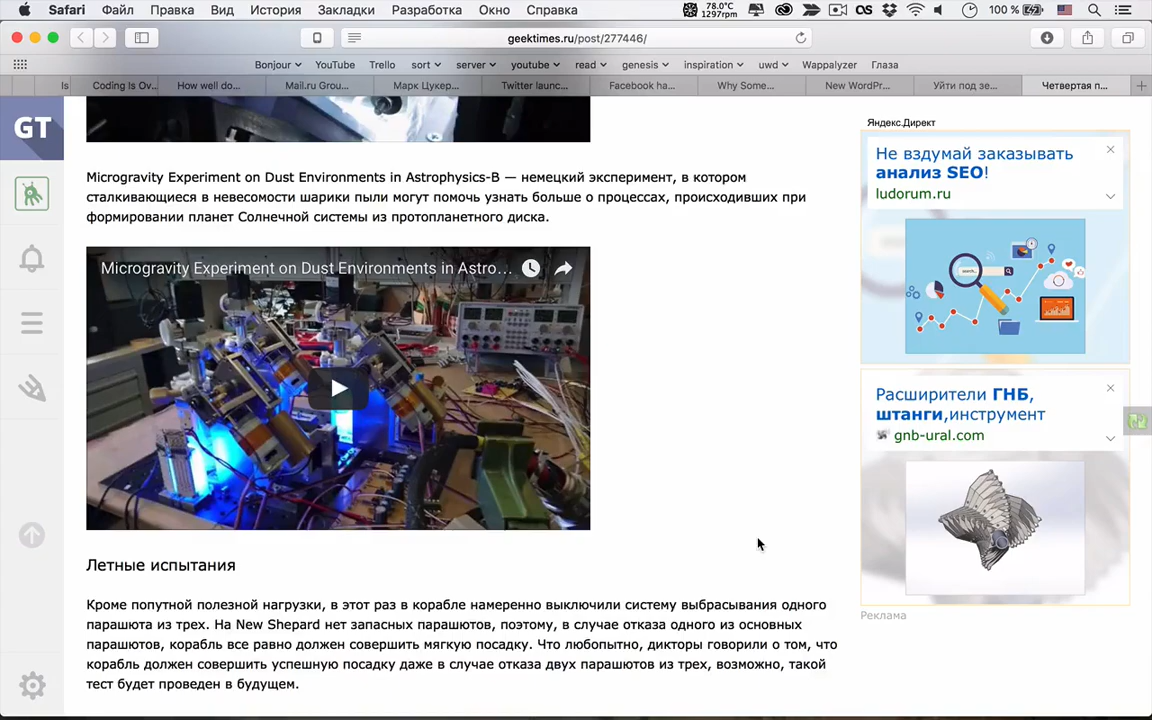 Safari Файл Правка Вид История Закладки Разработка Окно Справка
78.0°C
1297rpm
100 %
geektimes.ru/post/277446/
Bonjour YouTube Trello sort server youtube read genesis inspiration uwd Wappalyzer Глаза
Is Coding Is Ov... How well do... Mail.ru Grou... Марк Цукер... Twitter launc... Facebook ha... Why Some... New WordPr... Уйти под зе... Четвертая п...
GT
Microgravity Experiment on Dust Environments in Astrophysics-B — немецкий эксперимент, в котором
сталкивающиеся в невесомости шарики пыли могут помочь узнать больше о процессах, происходивших при
формировании планет Солнечной системы из протопланетного диска.
Microgravity Experiment on Dust Environments in Astro...
Летные испытания
Кроме попутной полезной нагрузки, в этот раз в корабле намеренно выключили систему выбрасывания одного
парашюта из трех. На New Shepard нет запасных парашютов, поэтому, в случае отказа одного из основных
парашютов, корабль все равно должен совершить мягкую посадку. Что любопытно, дикторы говорили о том, что
корабль должен совершить успешную посадку даже в случае отказа двух парашютов из трех, возможно, такой
тест будет проведен в будущем.
Яндекс.Директ
Не вздумай заказывать
анализ SEO!
ludorum.ru
Расширители ГНБ,
штанги,инструмент
gnb-ural.com
Реклама